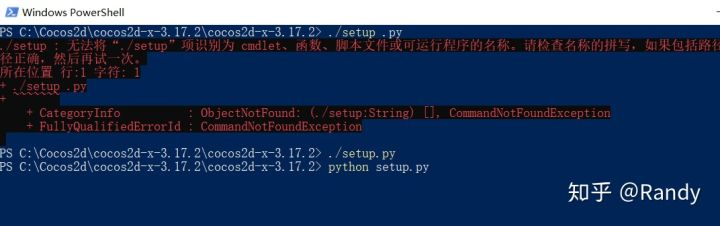 Windows PowerShell
PS C:\Cocos2d\cocos2d-x-3.17.2\cocos2d-x-3.17.2> ./setup .py
./setup : 无法将“./setup”项识别为 cmdlet、函数、脚本文件或可运行程序的名称。请检查名称的拼写，如果包括路径
径正确，然后再试一次。
所在位置 行:1 字符: 1
+ ./setup .py
+ ~~~~~~~
+ CategoryInfo : ObjectNotFound: (./setup:String) [], CommandNotFoundException
+ FullyQualifiedErrorId : CommandNotFoundException
PS C:\Cocos2d\cocos2d-x-3.17.2\cocos2d-x-3.17.2> ./setup.py
PS C:\Cocos2d\cocos2d-x-3.17.2\cocos2d-x-3.17.2> python setup.py
知乎 @Randy